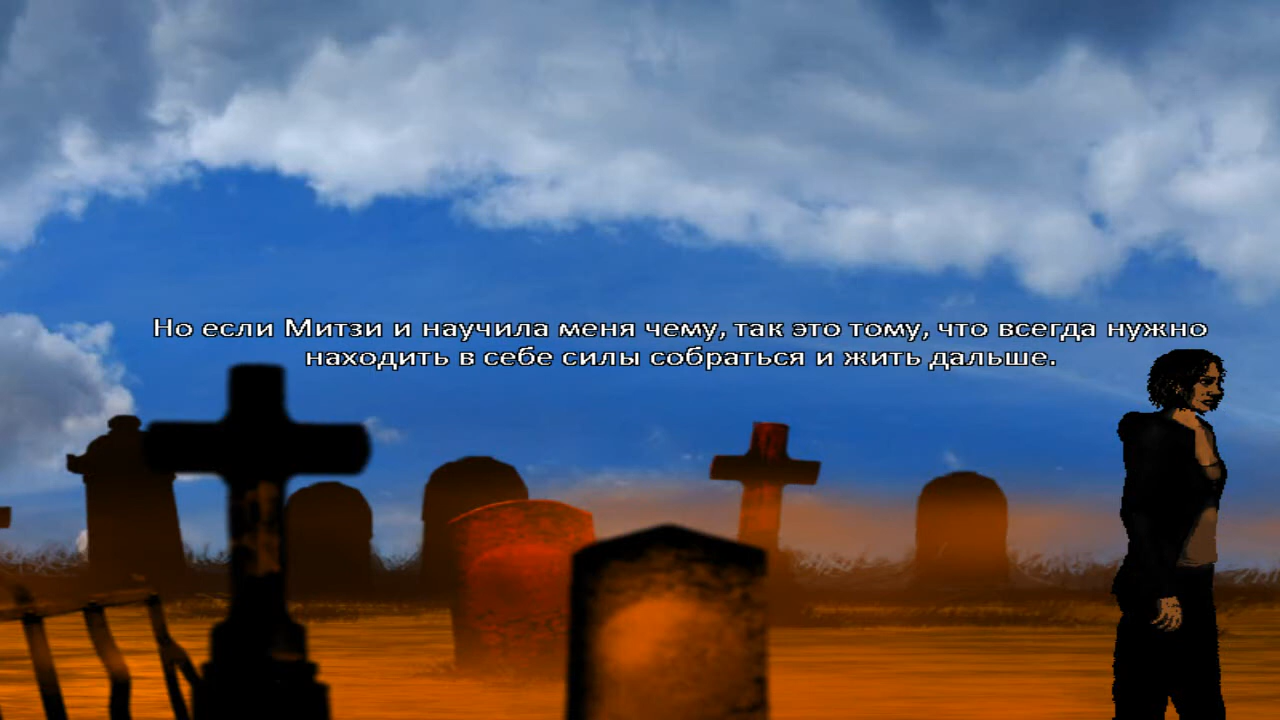 Но если Митзи и научила меня чему, так это тому, что всегда нужно
находить в себе силы собраться и жить дальше.